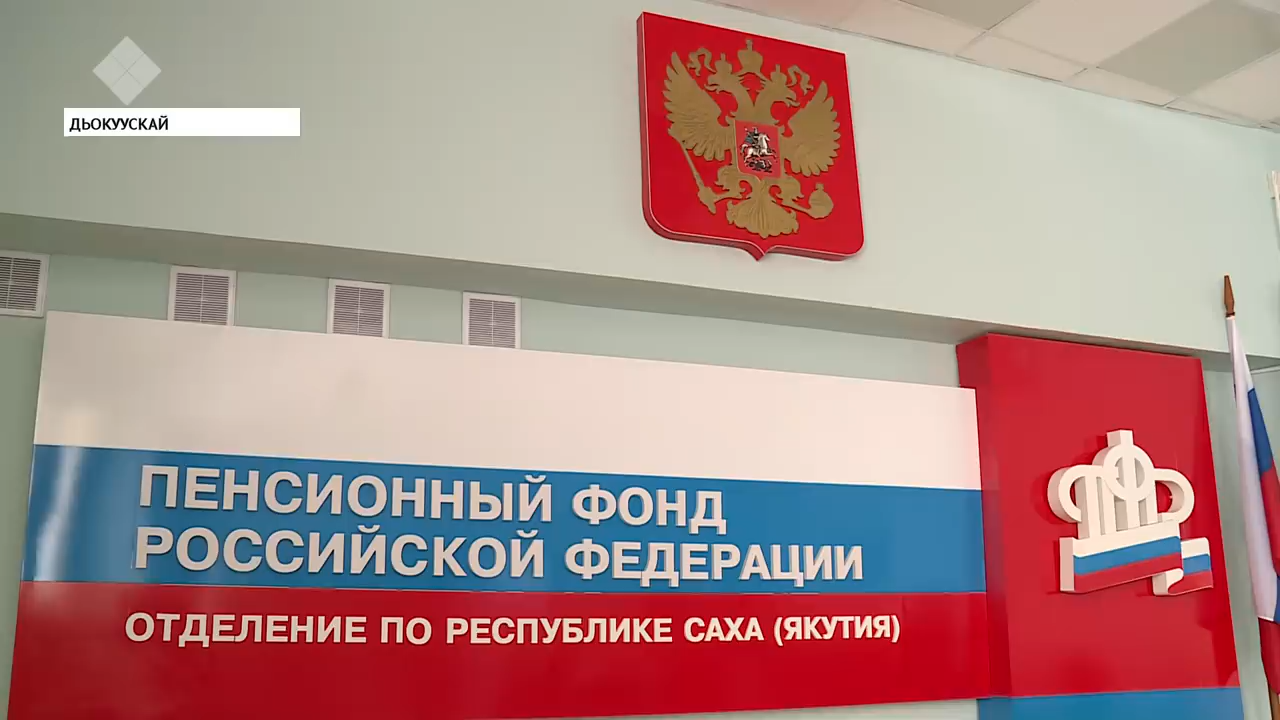 ДЬОКУУСКАЙ
ПЕНСИОННЫЙ ФОНД
РОССИЙСКОЙ ФЕДЕРАЦИИ
ОТДЕЛЕНИЕ ПО РЕСПУБЛИКЕ САХА (ЯКУТИЯ)